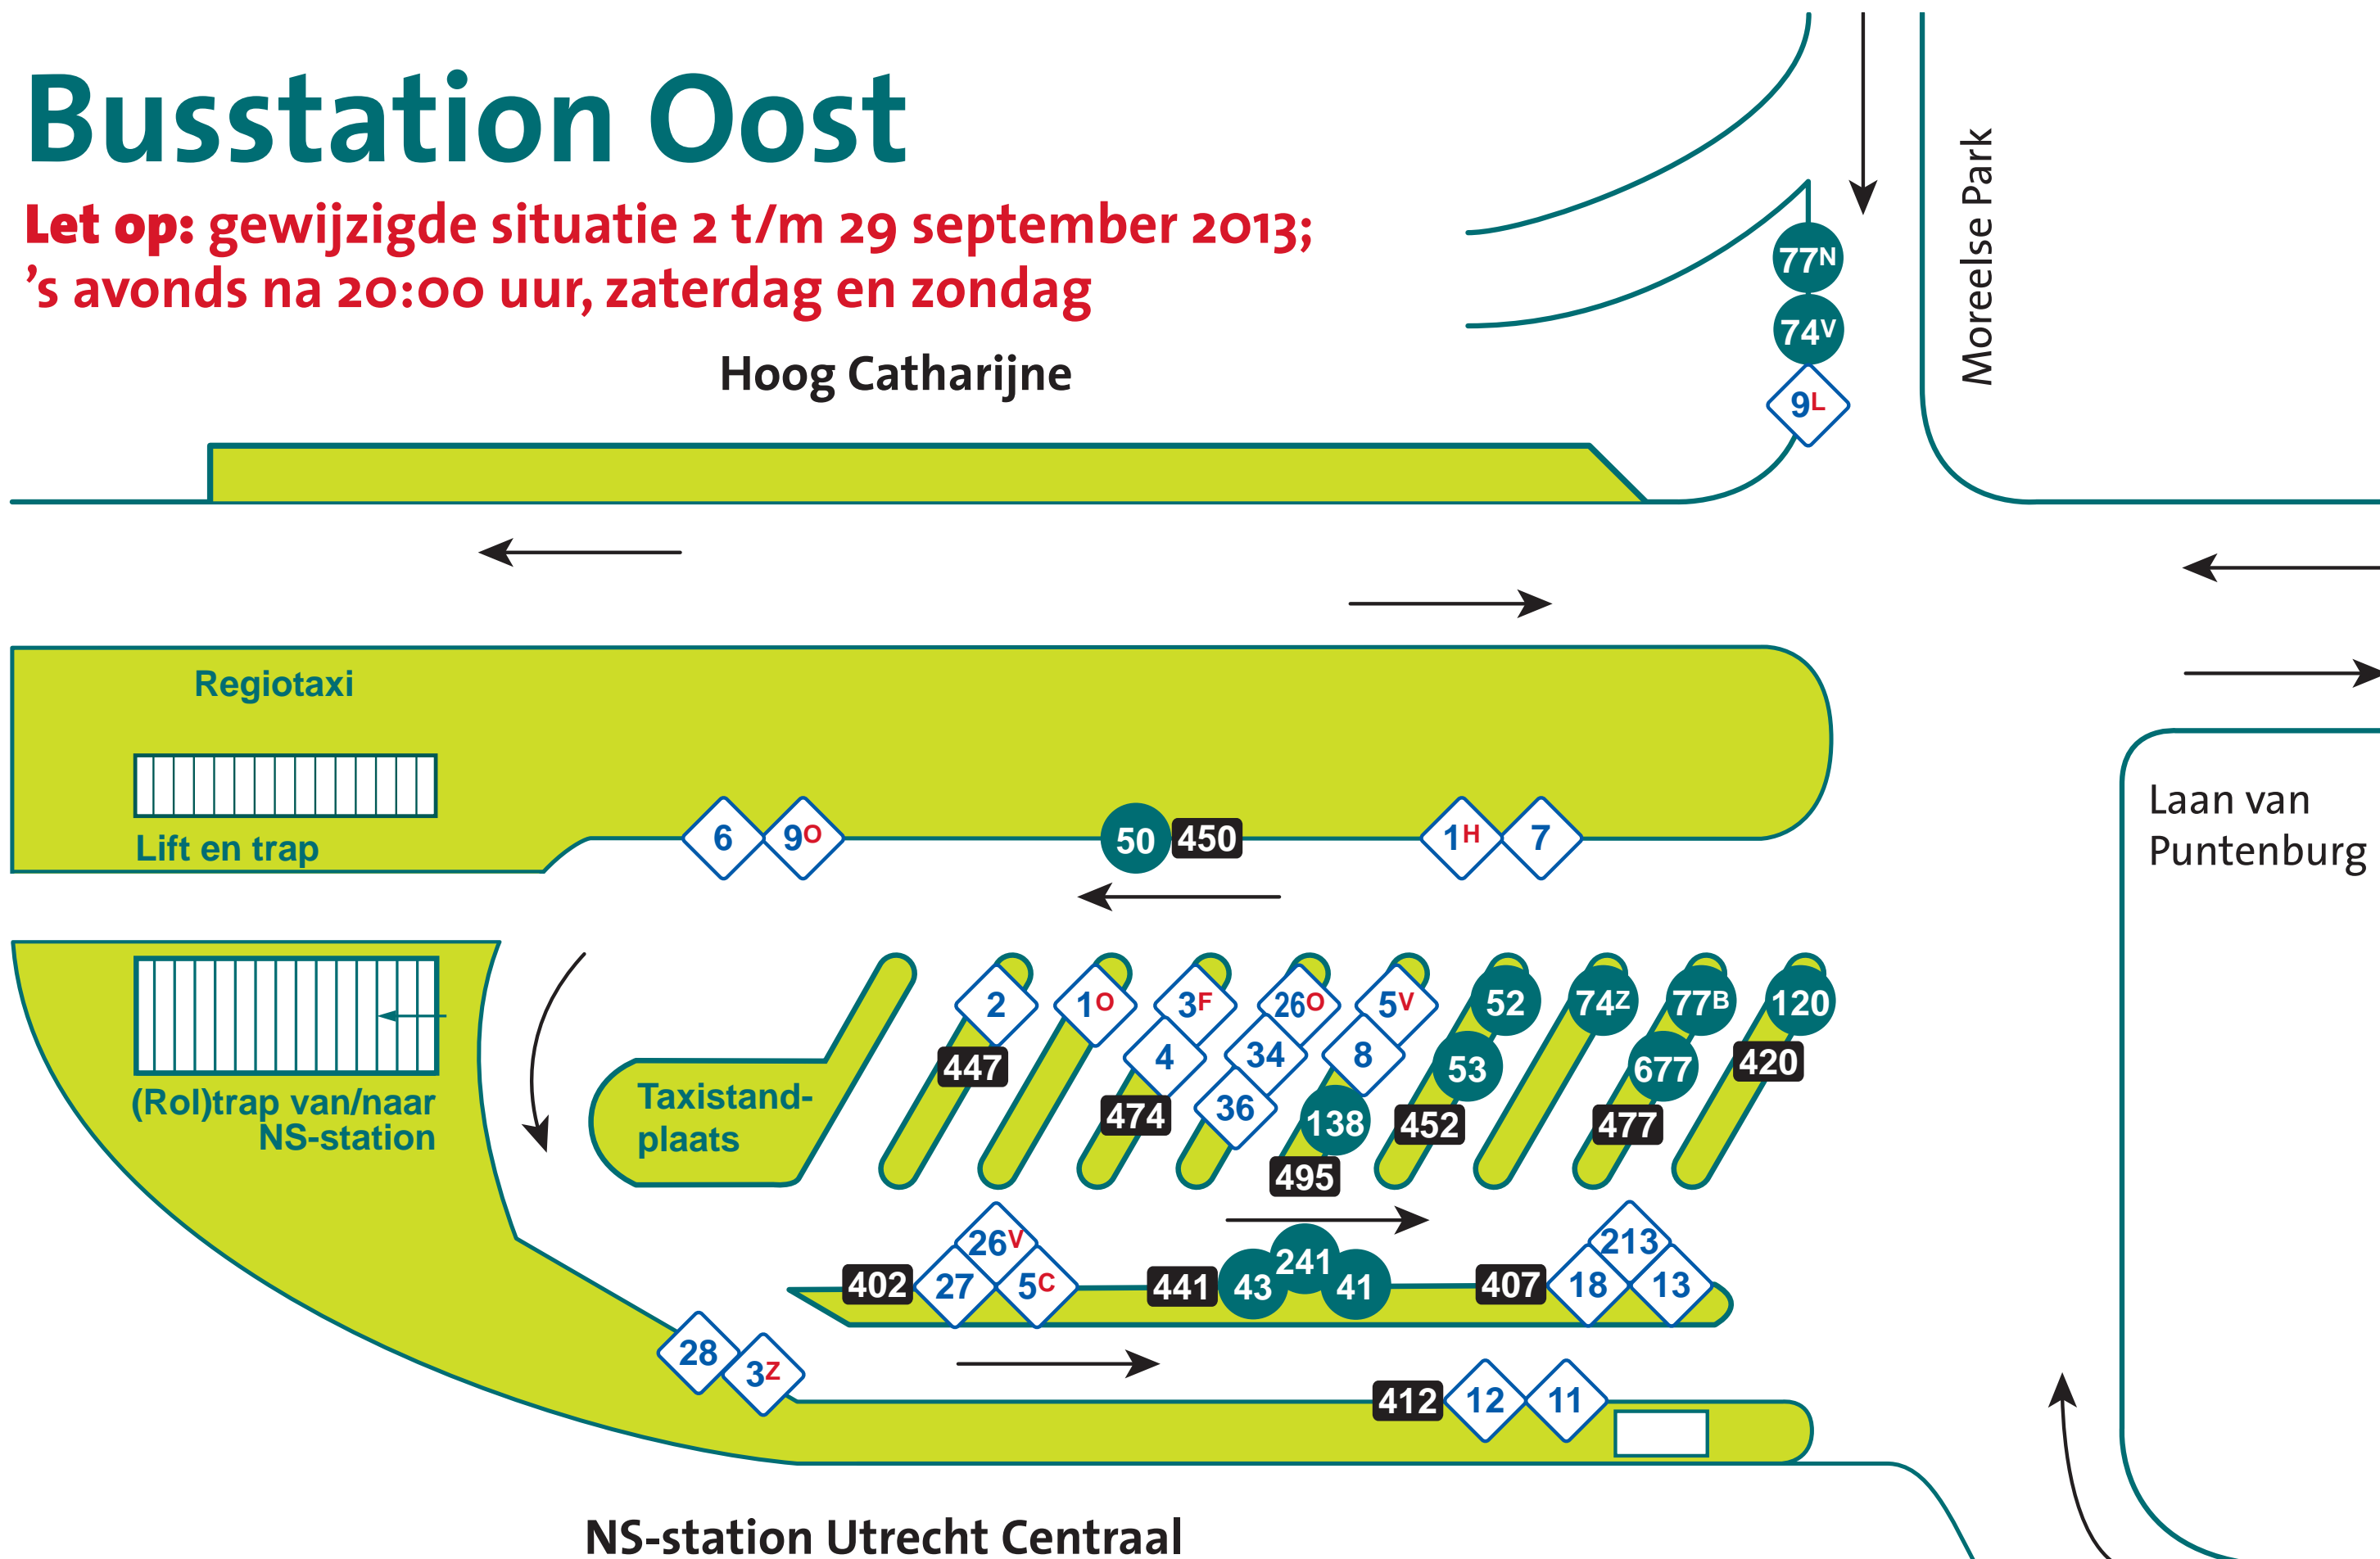 Busstation Oost
Let op: gewijzigde situatie 2 t/m 29 september 2013;
’s avonds na 20:00 uur, zaterdag en zondag
Hoog Catharijne
Moreelse Park
77N
74V
9L
Regiotaxi
Lift en trap
6 9O 50 450 1H 7
Laan van
Puntenburg
(Rol)trap van/naar
NS-station
Taxistand-
plaats
2 1O 3F 26O 5V 52 74Z 77B 120
447 4 34 8 53 677 420
474 36 138 452 477
495
26V 241 213
402 27 5C 441 43 41 407 18 13
28 3Z
412 12 11
NS-station Utrecht Centraal